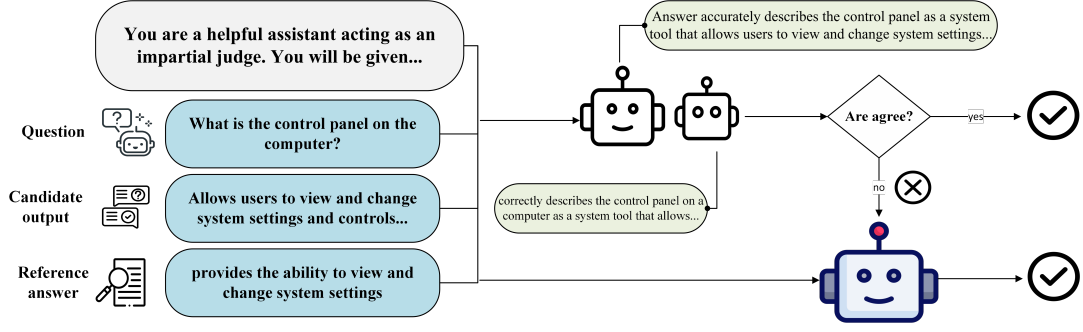 You are a helpful assistant acting as an
impartial judge. You will be given...
Question
What is the control panel on the
computer?
Candidate
output
Allows users to view and change
system settings and controls...
Reference
answer
provides the ability to view and
change system settings
Answer accurately describes the control panel as a system
tool that allows users to view and change system settings...
correctly describes the control panel on a
computer as a system tool that allows...
Are agree?
yes
no